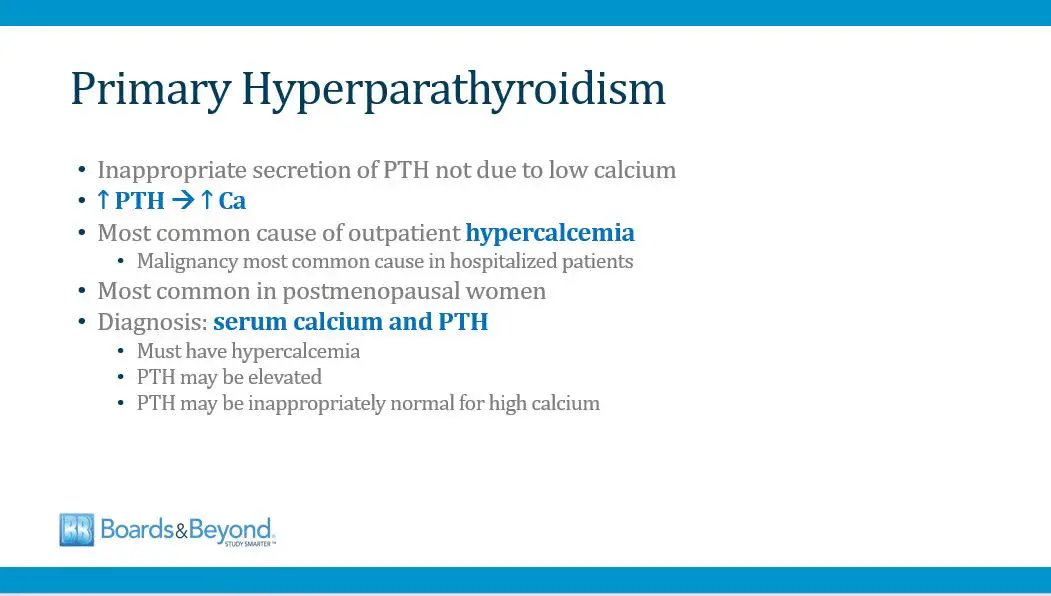 Primary Hyperparathyroidism
• Inappropriate secretion of PTH not due to low calcium
• ↑ PTH → ↑ Ca
• Most common cause of outpatient hypercalcemia
• Malignancy most common cause in hospitalized patients
• Most common in postmenopausal women
• Diagnosis: serum calcium and PTH
• Must have hypercalcemia
• PTH may be elevated
• PTH may be inappropriately normal for high calcium
BB Boards&Beyond.
STUDY SMARTER™